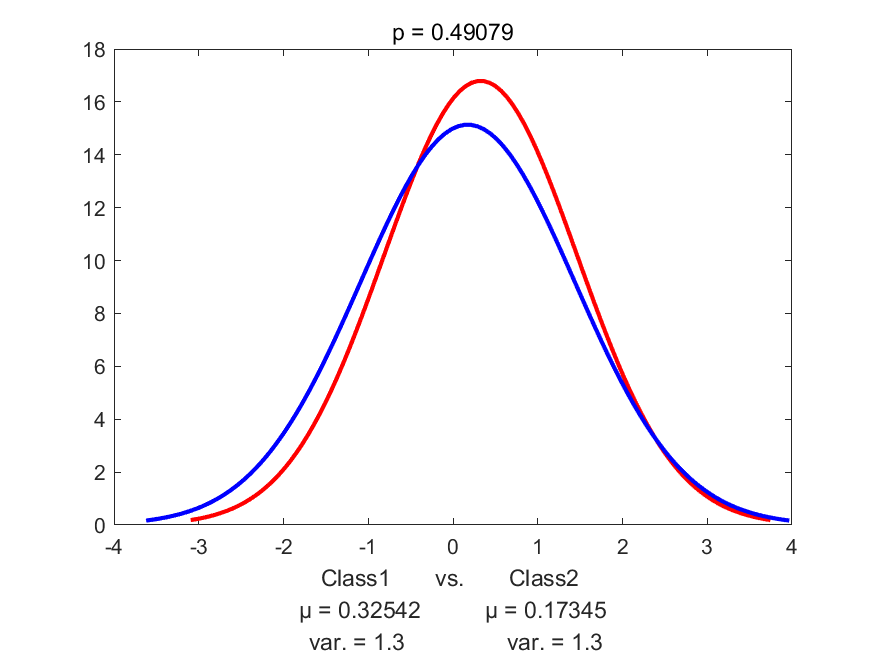 p = 0.49079
18
16
14
12
10
8
6
4
2
0
-4 -3 -2 -1 0 1 2 3 4
Class1 vs. Class2
μ = 0.32542 μ = 0.17345
var. = 1.3 var. = 1.3